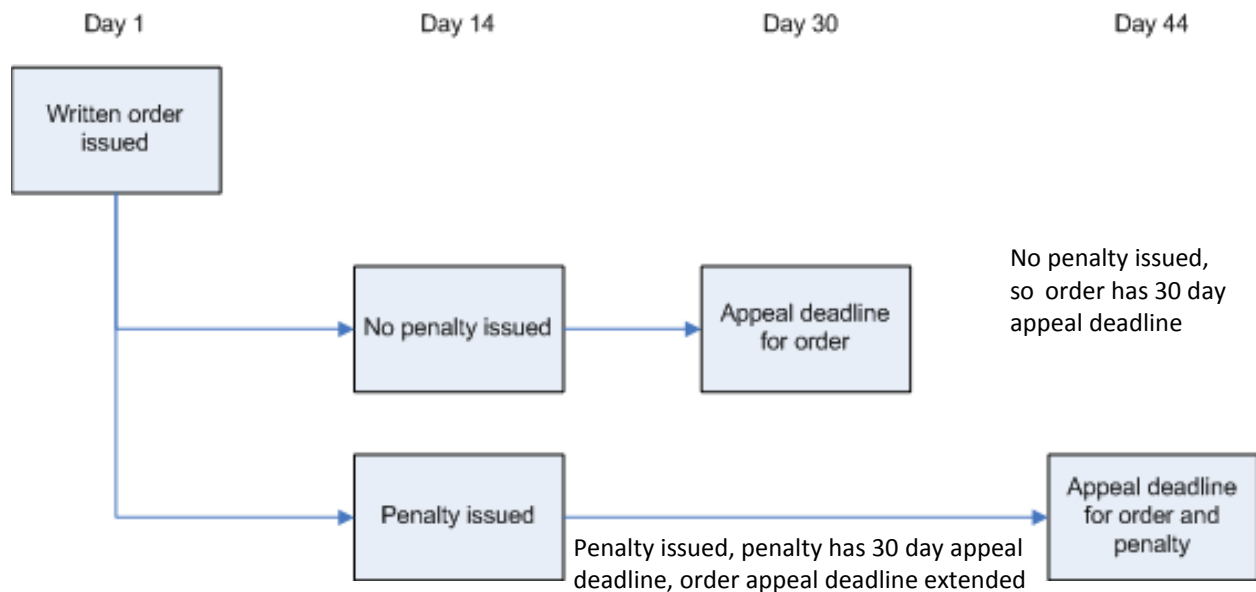 Day 1
Day 14
Day 30
Day 44
Written order
issued
No penalty issued
Appeal deadline
for order
No penalty issued,
so order has 30 day
appeal deadline
Penalty issued
Penalty issued, penalty has 30 day appeal
deadline, order appeal deadline extended
Appeal deadline
for order and
penalty